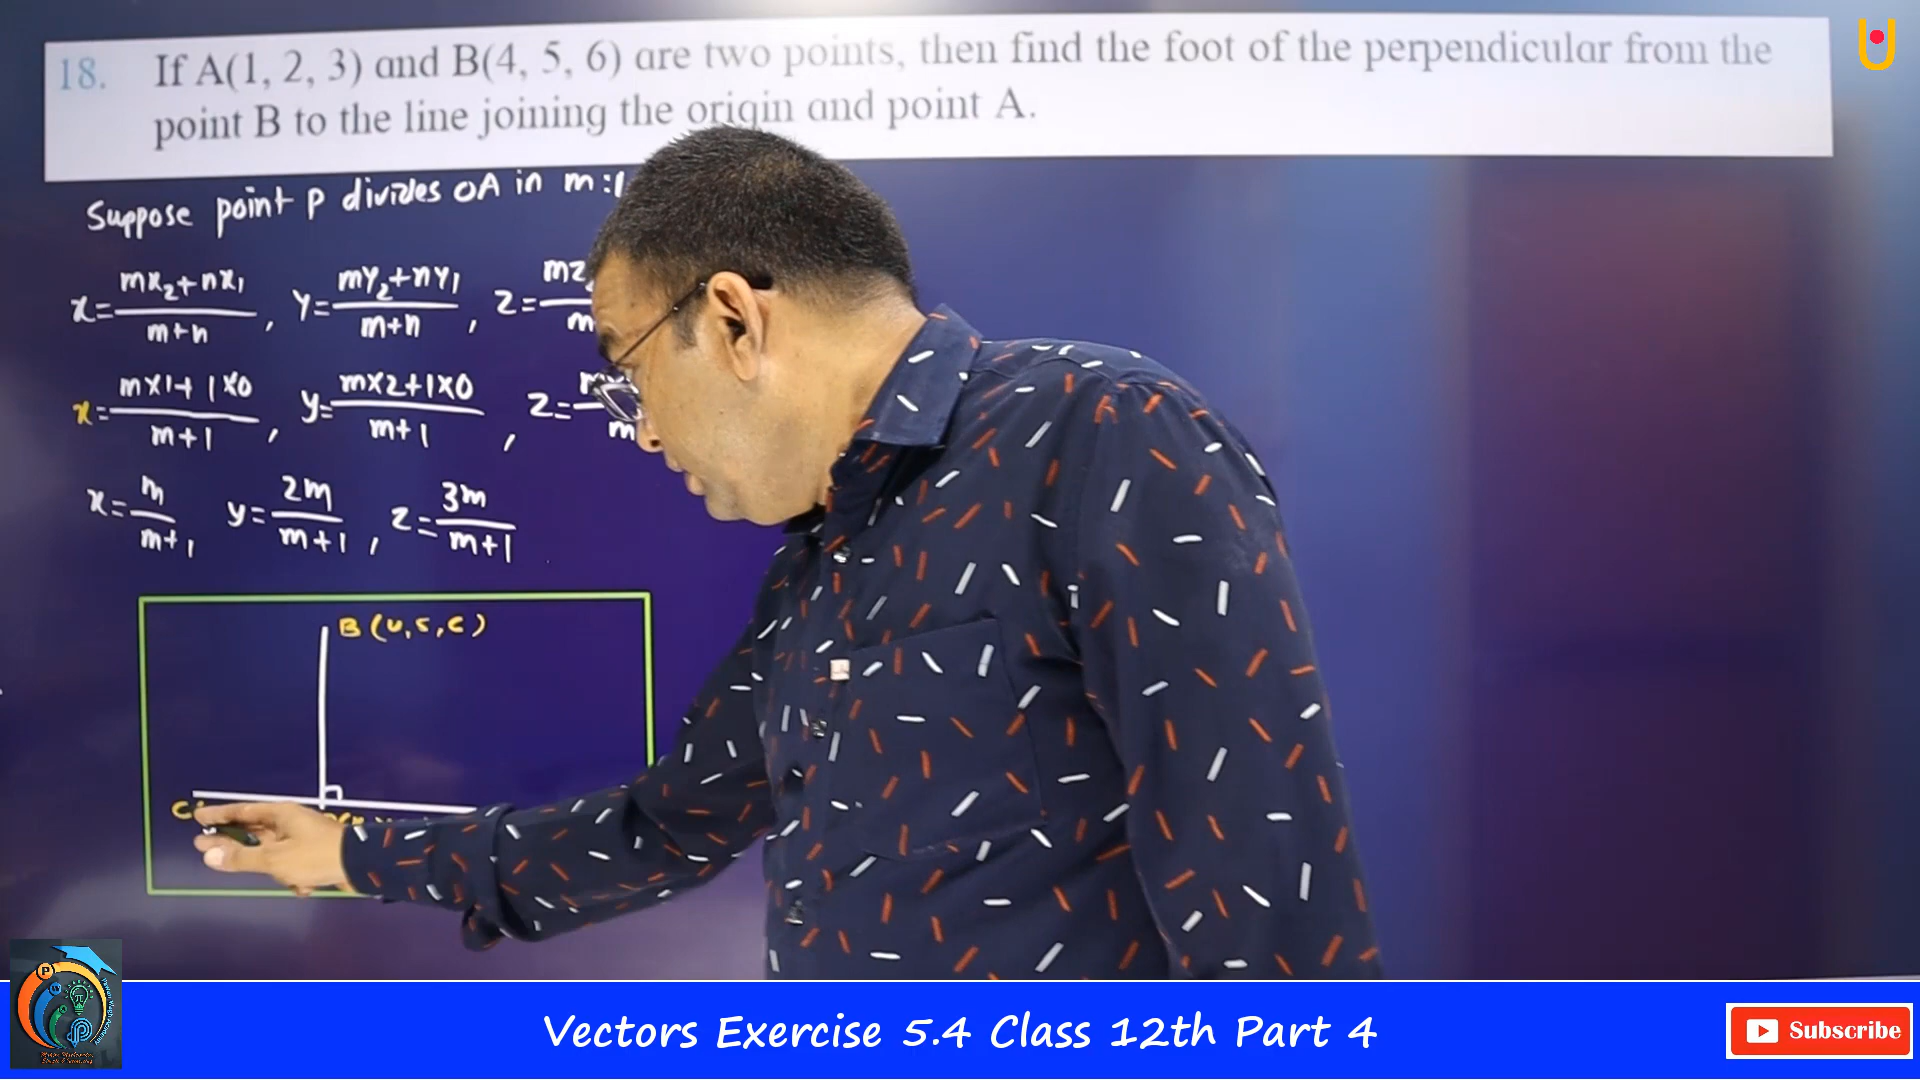 18. If A(1, 2, 3) and B(4, 5, 6) are two points, then find the foot of the perpendicular from the
point B to the line joining the origin and point A.
Suppose point P divides OA in m:1
x = mx₂+nx₁/m+n , Y = my₂+ny₁/m+n , z = mz
x = m×1+1×0/m+1 , y = m×2+1×0/m+1 , z =
x = m/m+1 y = 2m/m+1 , z = 3m/m+1
B
Vectors Exercise 5.4 Class 12th Part 4
Subscribe